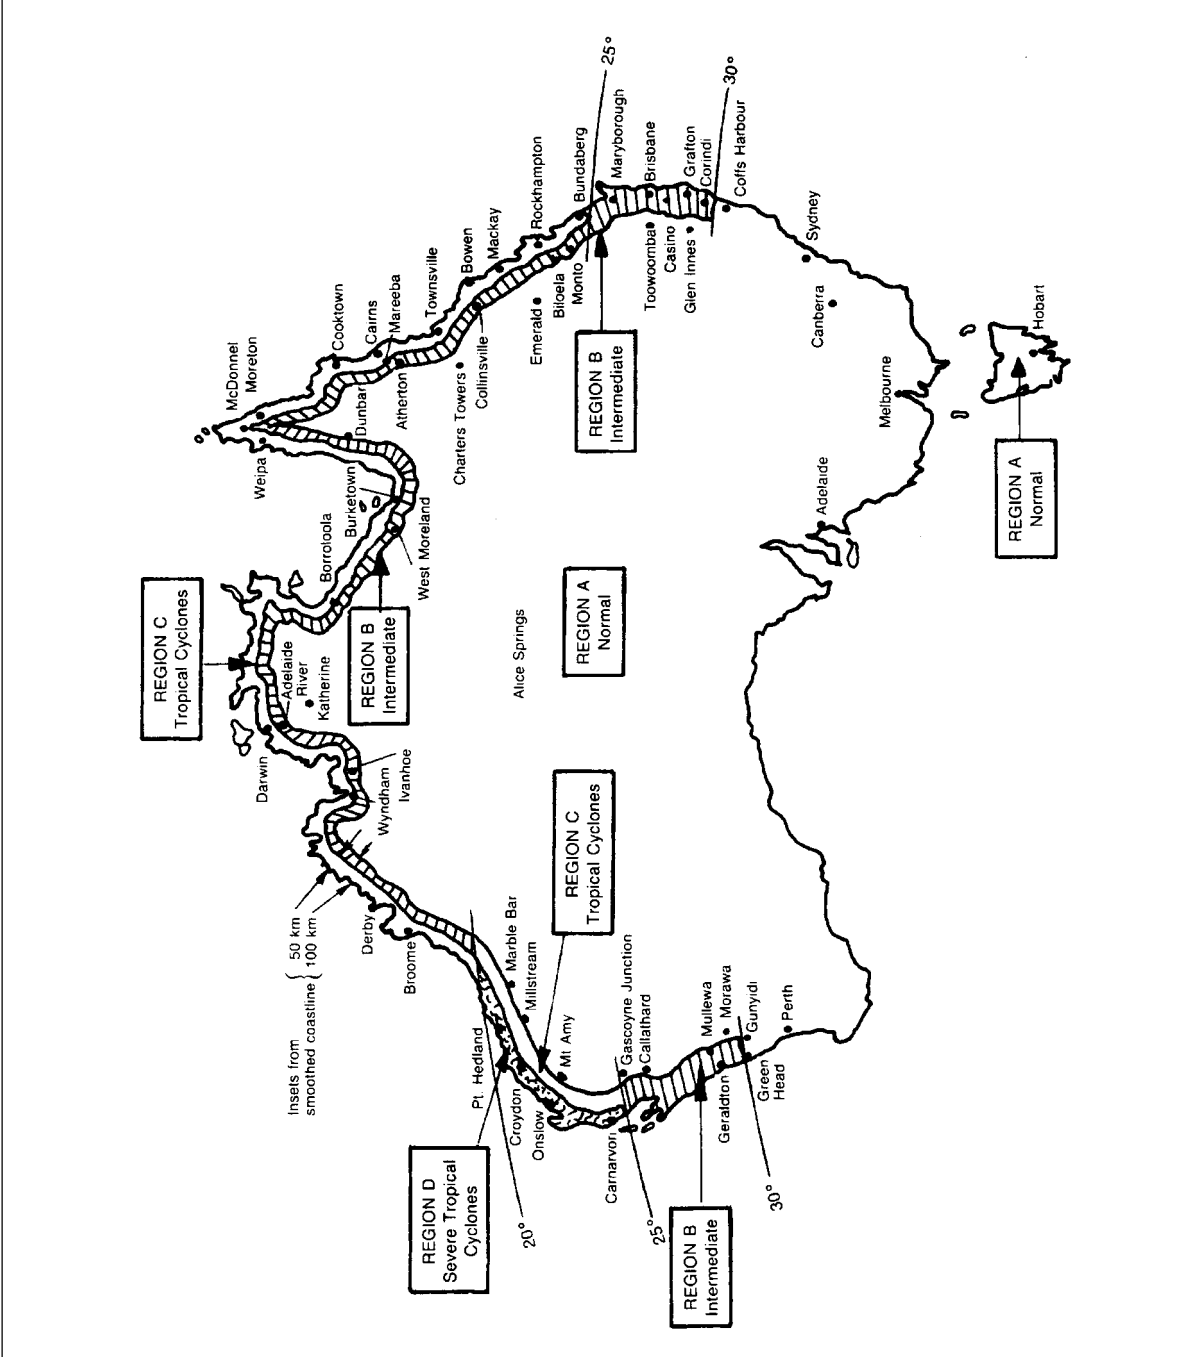 25°
30°
McDonnel
Moreton
Cooktown
Cairns
Mareeba
Townsville
Bowen
Mackay
Rockhampton
Bundaberg
Maryborough
Brisbane
Grafton
Corindi
Coffs Harbour
Sydney
Canberra
Melbourne
Hobart
Weipa
Dunbar
Atherton
Charters Towers
Collinsville
Emerald
Biloela
Monto
Toowoomba
Casino
Glen Innes
REGION B
Intermediate
Burketown
Borroloola
West Moreland
Adelaide
REGION A
Normal
REGION C
Tropical Cyclones
Adelaide
River
Katherine
REGION B
Intermediate
Alice Springs
REGION A
Normal
Darwin
Ivanhoe
Wyndham
REGION C
Tropical Cyclones
Insets from
smoothed coastline
50 km
100 km
Derby
Broome
Marble Bar
Millstream
Mt Amy
Gascoyne Junction
Callathard
Mullewa
Morawa
Gunyidi
Perth
Pt. Hedland
Croydon
Onslow
Carnarvon
Geraldton
Green
Head
REGION D
Severe Tropical
Cyclones
20°
25°
30°
REGION B
Intermediate